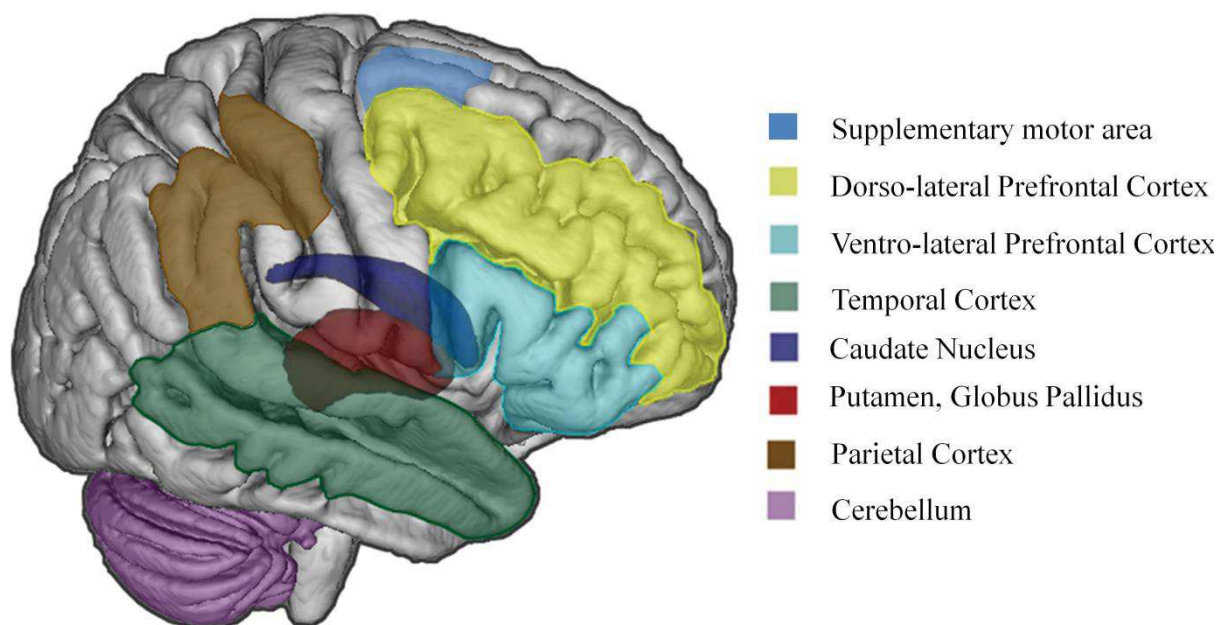 Supplementary motor area
Dorso-lateral Prefrontal Cortex
Ventro-lateral Prefrontal Cortex
Temporal Cortex
Caudate Nucleus
Putamen, Globus Pallidus
Parietal Cortex
Cerebellum